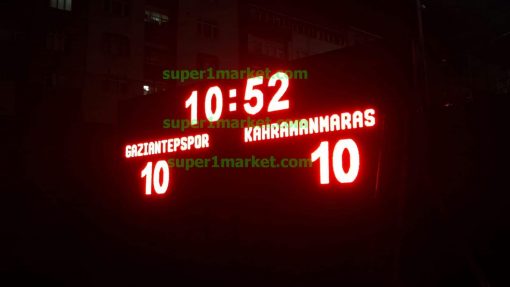 super1market.com
10:52
super1market.com
GAZIANTEPSPOR KAHRAMANMARAS
super1market.com
10 10